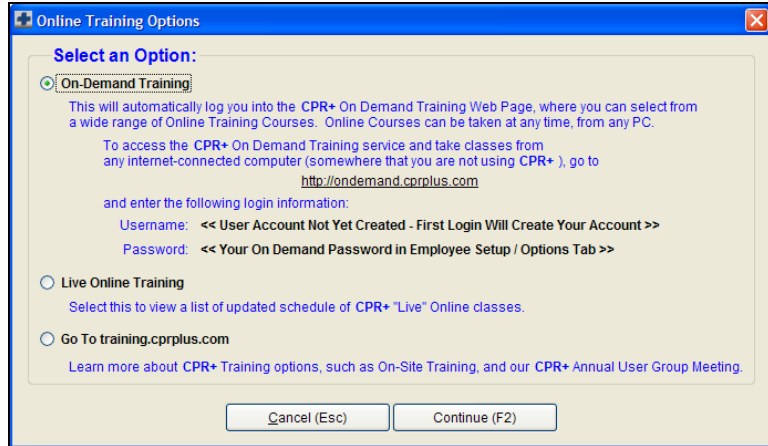 Online Training Options
Select an Option:
On-Demand Training
This will automatically log you into the CPR+ On Demand Training Web Page, where you can select from
a wide range of Online Training Courses. Online Courses can be taken at any time, from any PC.
To access the CPR+ On Demand Training service and take classes from
any internet-connected computer (somewhere that you are not using CPR+ ), go to
http://ondemand.cprplus.com
and enter the following login information:
Username: << User Account Not Yet Created - First Login Will Create Your Account >>
Password: << Your On Demand Password in Employee Setup / Options Tab >>
Live Online Training
Select this to view a list of updated schedule of CPR+ "Live" Online classes.
Go To training.cprplus.com
Learn more about CPR+ Training options, such as On-Site Training, and our CPR+ Annual User Group Meeting.
Cancel (Esc) Continue (F2)